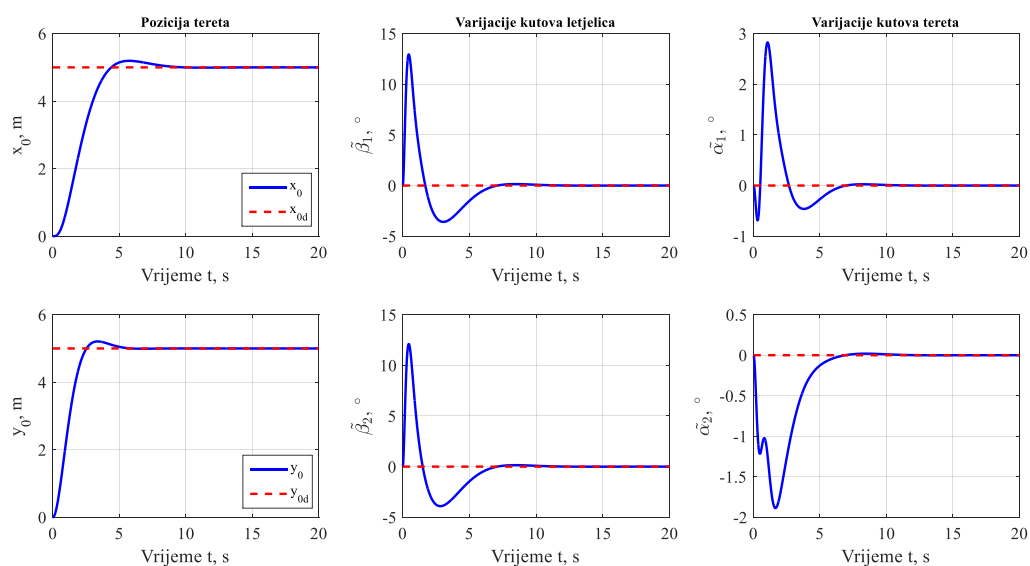 Pozicija tereta
6
4
2
0
x₀, m
x₀
x₀d
0 5 10 15 20
Vrijeme t, s
Varijacije kutova letjelica
15
10
5
0
-5
β̃₁, °
0 5 10 15 20
Vrijeme t, s
Varijacije kutova tereta
3
2
1
0
-1
α̃₁, °
0 5 10 15 20
Vrijeme t, s
6
4
2
0
y₀, m
y₀
y₀d
0 5 10 15 20
Vrijeme t, s
15
10
5
0
-5
β̃₂, °
0 5 10 15 20
Vrijeme t, s
0.5
0
-0.5
-1
-1.5
-2
α̃₂, °
0 5 10 15 20
Vrijeme t, s